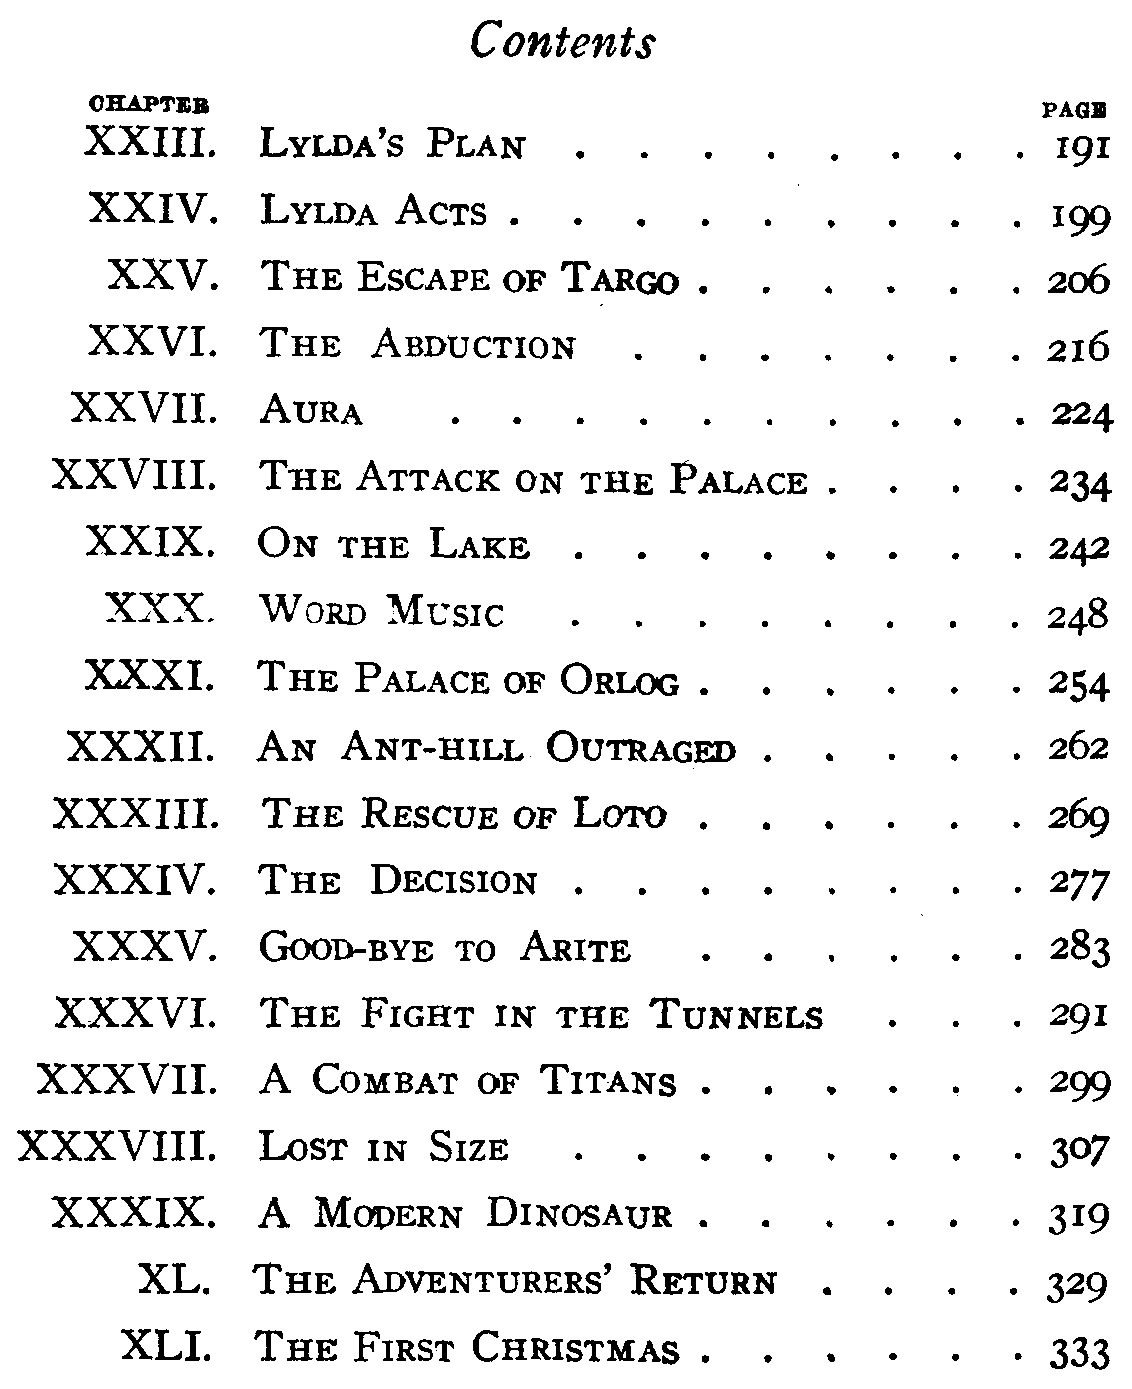 Contents
CHAPTER PAGE
XXIII. LYLDA'S PLAN . . . . . . . . 191
XXIV. LYLDA ACTS . . . . . . . . . 199
XXV. THE ESCAPE OF TARGO . . . . . . 206
XXVI. THE ABDUCTION . . . . . . . 216
XXVII. AURA . . . . . . . . . . 224
XXVIII. THE ATTACK ON THE PALACE . . . . 234
XXIX. ON THE LAKE . . . . . . . . 242
XXX. WORD MUSIC . . . . . . . . 248
XXXI. THE PALACE OF ORLOG . . . . . . 254
XXXII. AN ANT-HILL OUTRAGED . . . . . 262
XXXIII. THE RESCUE OF LOTO . . . . . . 269
XXXIV. THE DECISION . . . . . . . . 277
XXXV. GOOD-BYE TO ARITE . . . . . . 283
XXXVI. THE FIGHT IN THE TUNNELS . . . 291
XXXVII. A COMBAT OF TITANS . . . . . . 299
XXXVIII. LOST IN SIZE . . . . . . . . 307
XXXIX. A MODERN DINOSAUR . . . . . . 319
XL. THE ADVENTURERS' RETURN . . . . 329
XLI. THE FIRST CHRISTMAS . . . . . . 333